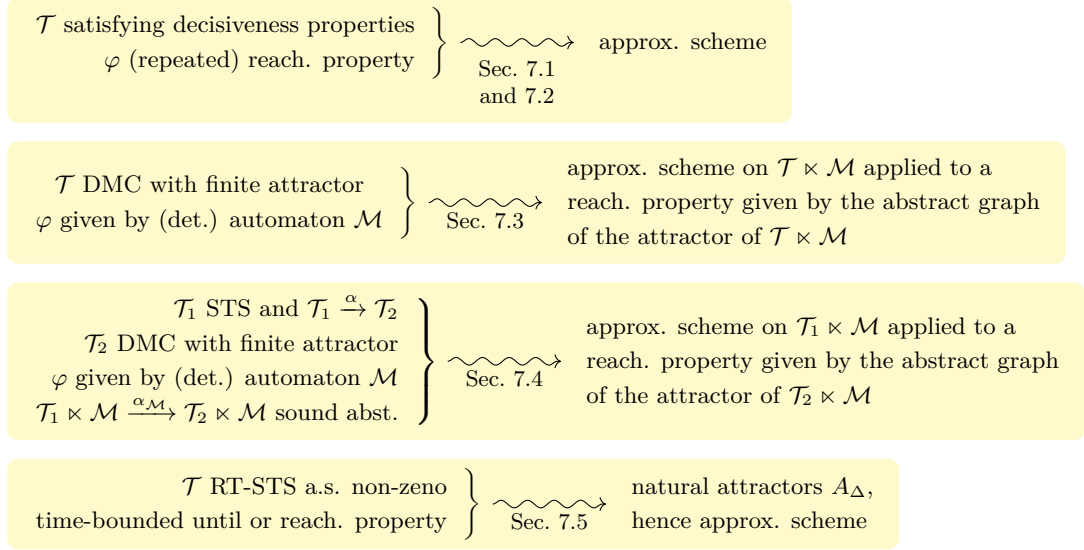 𝒯 satisfying decisiveness properties
φ (repeated) reach. property
Sec. 7.1
and 7.2
approx. scheme
𝒯 DMC with finite attractor
φ given by (det.) automaton ℳ
Sec. 7.3
approx. scheme on 𝒯 ⋉ ℳ applied to a
reach. property given by the abstract graph
of the attractor of 𝒯 ⋉ ℳ
𝒯₁ STS and 𝒯₁ –α→ 𝒯₂
𝒯₂ DMC with finite attractor
φ given by (det.) automaton ℳ
𝒯₁ ⋉ ℳ –α_ℳ→ 𝒯₂ ⋉ ℳ sound abst.
Sec. 7.4
approx. scheme on 𝒯₁ ⋉ ℳ applied to a
reach. property given by the abstract graph
of the attractor of 𝒯₂ ⋉ ℳ
𝒯 RT-STS a.s. non-zeno
time-bounded until or reach. property
Sec. 7.5
natural attractors A_Δ,
hence approx. scheme